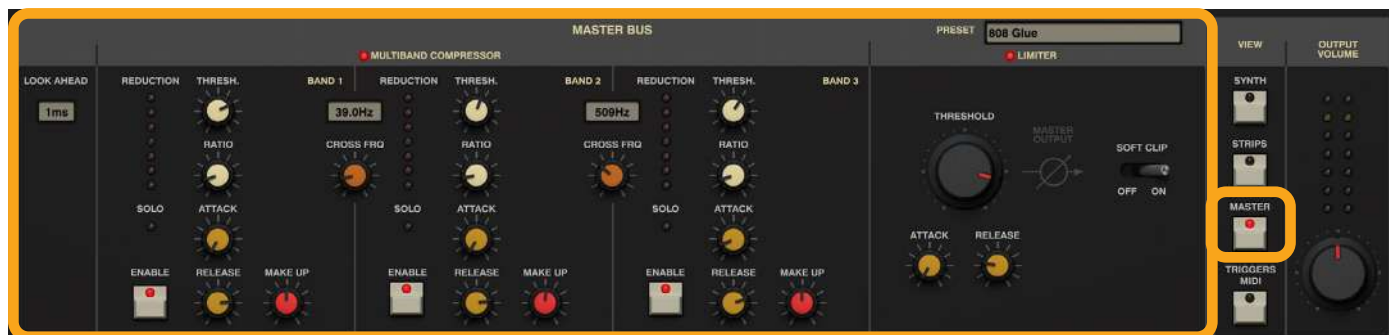 MASTER BUS
PRESET 808 Glue
MULTIBAND COMPRESSOR
LIMITER
VIEW
OUTPUT
VOLUME
LOOK AHEAD
1ms
REDUCTION THRESH. BAND 1
39.0Hz
RATIO
CROSS FRQ
SOLO ATTACK
ENABLE RELEASE MAKE UP
REDUCTION THRESH. BAND 2
509Hz
RATIO
CROSS FRQ
SOLO ATTACK
ENABLE RELEASE MAKE UP
REDUCTION THRESH. BAND 3
RATIO
SOLO ATTACK
ENABLE RELEASE MAKE UP
THRESHOLD
MASTER
OUTPUT
SOFT CLIP
OFF ON
ATTACK RELEASE
SYNTH
STRIPS
MASTER
TRIGGERS
MIDI